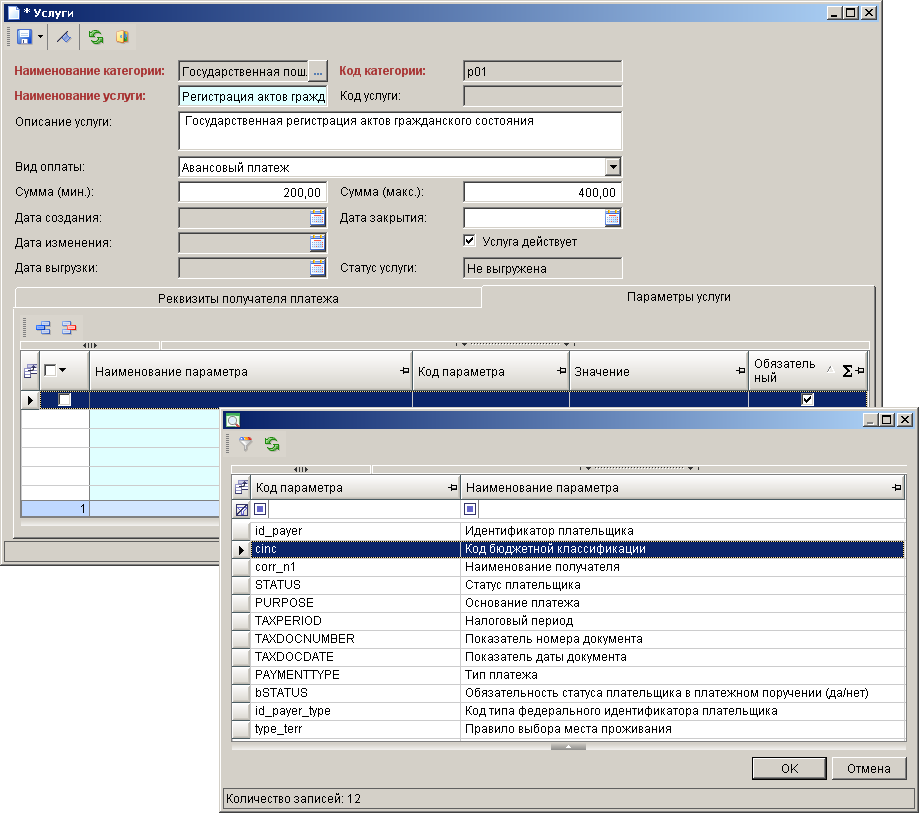 * Услуги
Наименование категории: Государственная пош... Код категории: p01
Наименование услуги: Регистрация актов гражд Код услуги:
Описание услуги: Государственная регистрация актов гражданского состояния
Вид оплаты: Авансовый платеж
Сумма (мин.): 200,00 Сумма (макс.): 400,00
Дата создания: Дата закрытия:
Дата изменения: Услуга действует
Дата выгрузки: Статус услуги: Не выгружена
Реквизиты получателя платежа Параметры услуги
Наименование параметра Код параметра Значение Обязатель
ный Σ
1
Код параметра Наименование параметра
id_payer Идентификатор плательщика
cinc Код бюджетной классификации
corr_n1 Наименование получателя
STATUS Статус плательщика
PURPOSE Основание платежа
TAXPERIOD Налоговый период
TAXDOCNUMBER Показатель номера документа
TAXDOCDATE Показатель даты документа
PAYMENTTYPE Тип платежа
bSTATUS Обязательность статуса плательщика в платежном поручении (да/нет)
id_payer_type Код типа федерального идентификатора плательщика
type_terr Правило выбора места проживания
OK Отмена
Количество записей: 12